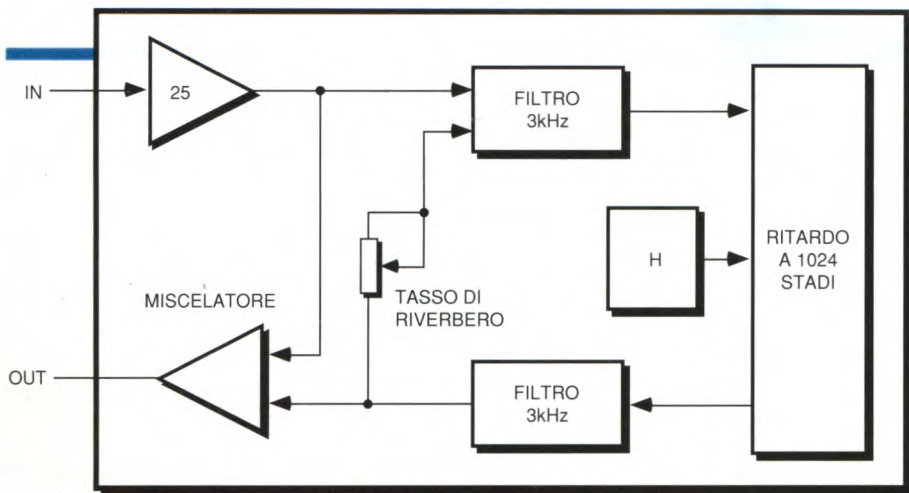 IN
25
FILTRO
3kHz
H
RITARDO
A 1024
STADI
TASSO DI
RIVERBERO
MISCELATORE
OUT
FILTRO
3kHz